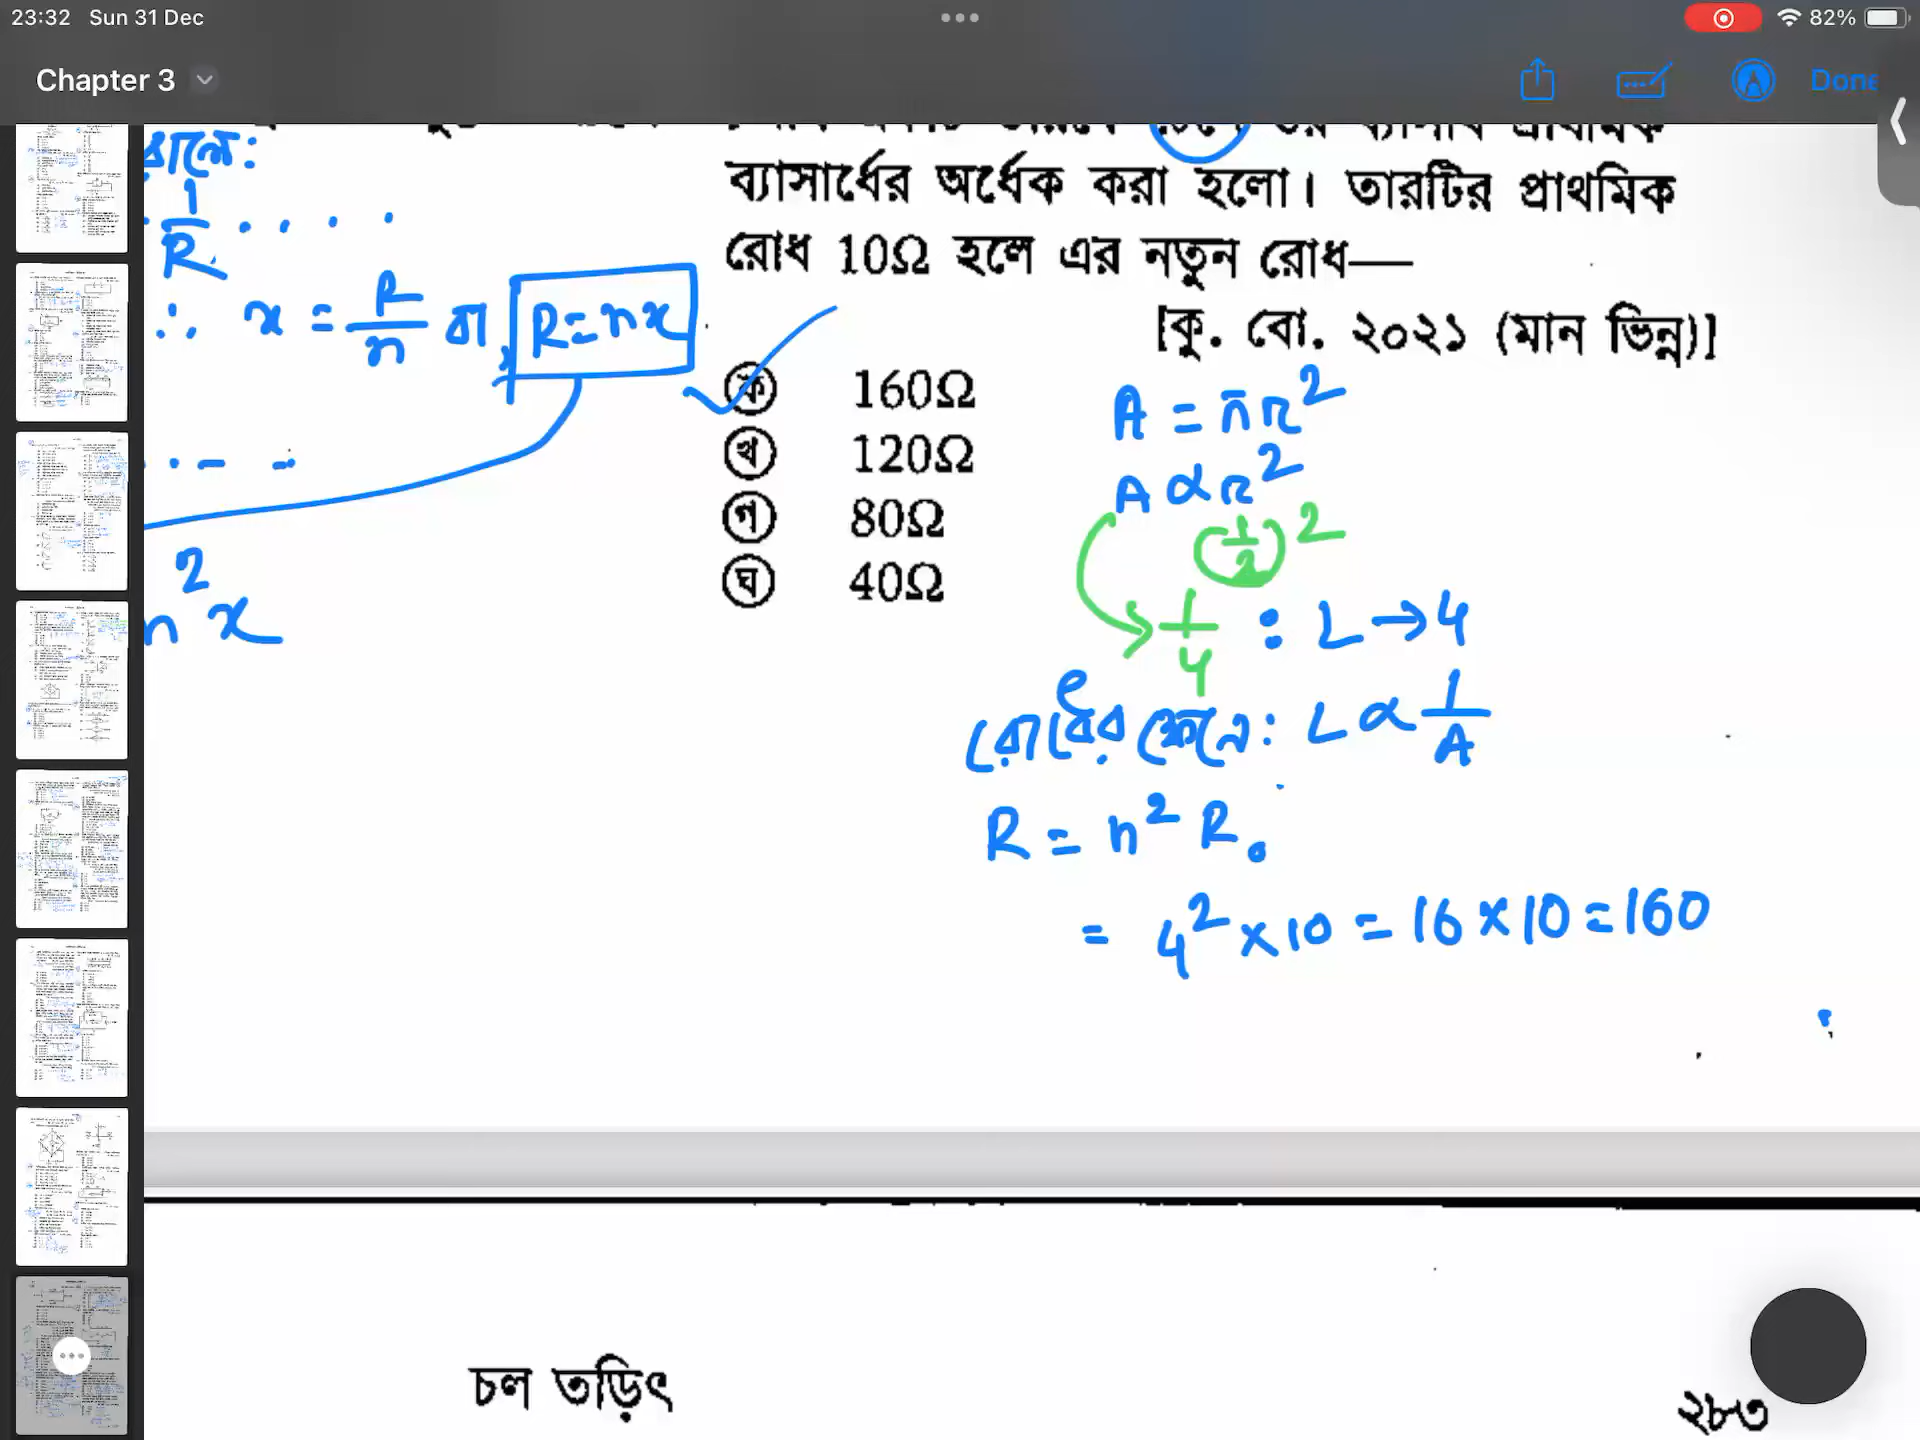 23:32 Sun 31 Dec
82%
Chapter 3
Done
1
R
∴ x = R/n বা, R=nx
n²x
ব্যাসার্ধের অর্ধেক করা হলো। তারটির প্রাথমিক
রোধ 10Ω হলে এর নতুন রোধ—
[কু. বো. ২০২১ (মান ভিন্ন)]
ক 160Ω
খ 120Ω
গ 80Ω
ঘ 40Ω
A = πr²
A ∝ r²
(1/2)²
1/4 : L → 4
রোধের ক্ষেত্রে: L ∝ 1/A
R = n² R₀
= 4² × 10 = 16 × 10 = 160
চল তড়িৎ
২৮৩